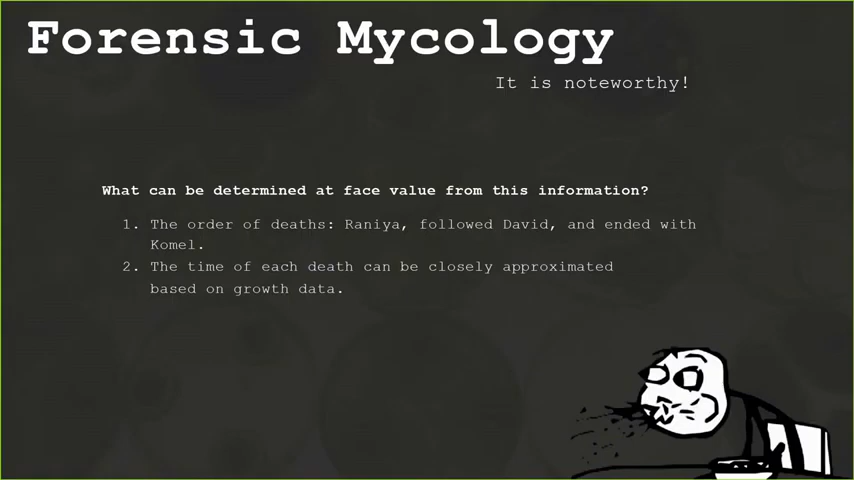 Forensic Mycology
It is noteworthy!
What can be determined at face value from this information?
1. The order of deaths: Raniya, followed David, and ended with
Komel.
2. The time of each death can be closely approximated
based on growth data.